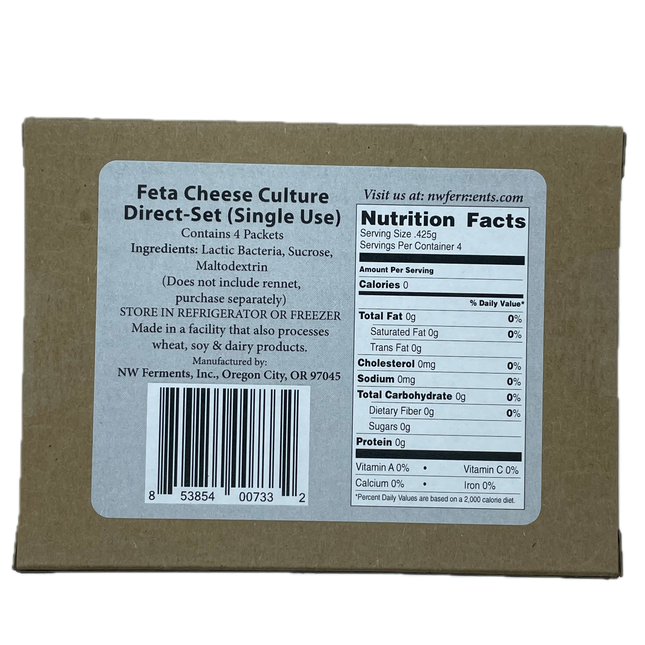 Feta Cheese Culture
Direct-Set (Single Use)
Contains 4 Packets
Ingredients: Lactic Bacteria, Sucrose,
Maltodextrin
(Does not include rennet,
purchase separately)
STORE IN REFRIGERATOR OR FREEZER
Made in a facility that also processes
wheat, soy & dairy products.
Manufactured by:
NW Ferments, Inc., Oregon City, OR 97045
8 53854 00733 2
Visit us at: nwferments.com
Nutrition Facts
Serving Size .425g
Servings Per Container 4
Amount Per Serving
Calories 0
% Daily Value*
Total Fat 0g 0%
Saturated Fat 0g 0%
Trans Fat 0g
Cholesterol 0mg 0%
Sodium 0mg 0%
Total Carbohydrate 0g 0%
Dietary Fiber 0g 0%
Sugars 0g
Protein 0g
Vitamin A 0% • Vitamin C 0%
Calcium 0% • Iron 0%
*Percent Daily Values are based on a 2,000 calorie diet.